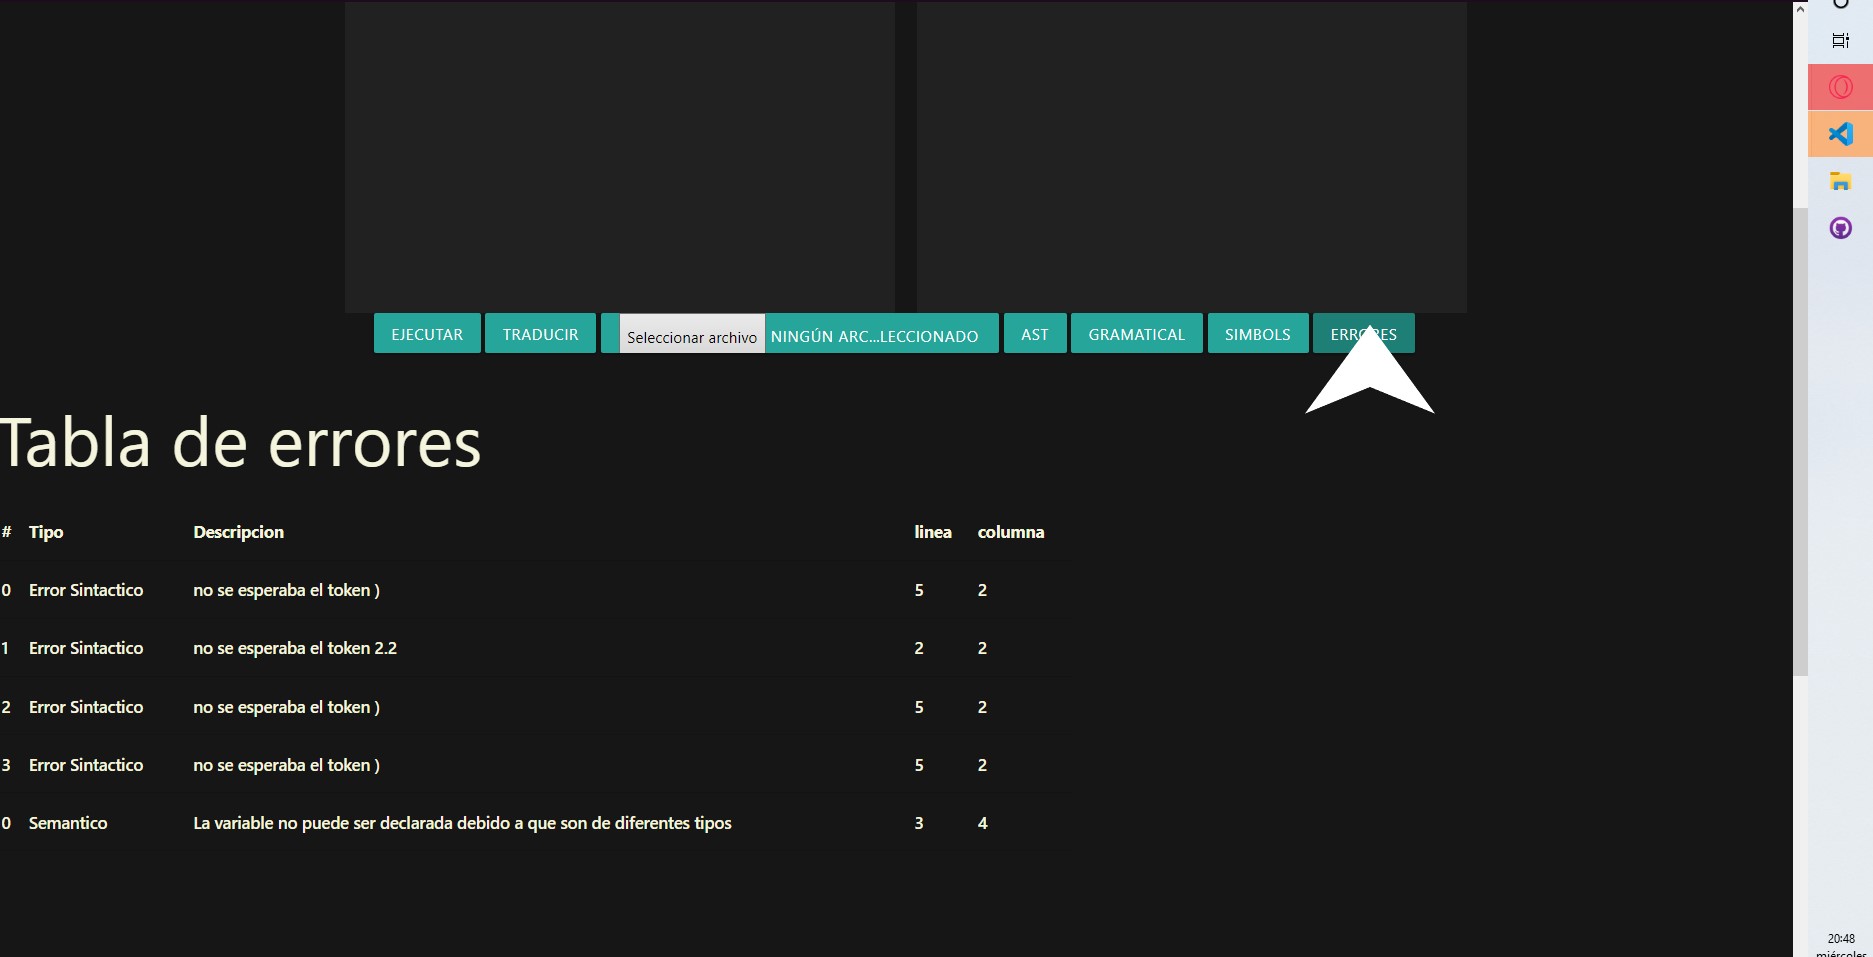 EJECUTAR TRADUCIR Seleccionar archivo NINGÚN ARC...LECCIONADO AST GRAMATICAL SIMBOLS ERRORES
Tabla de errores
# Tipo Descripcion linea columna
0 Error Sintactico no se esperaba el token ) 5 2
1 Error Sintactico no se esperaba el token 2.2 2 2
2 Error Sintactico no se esperaba el token ) 5 2
3 Error Sintactico no se esperaba el token ) 5 2
0 Semantico La variable no puede ser declarada debido a que son de diferentes tipos 3 4
20:48
miércoles